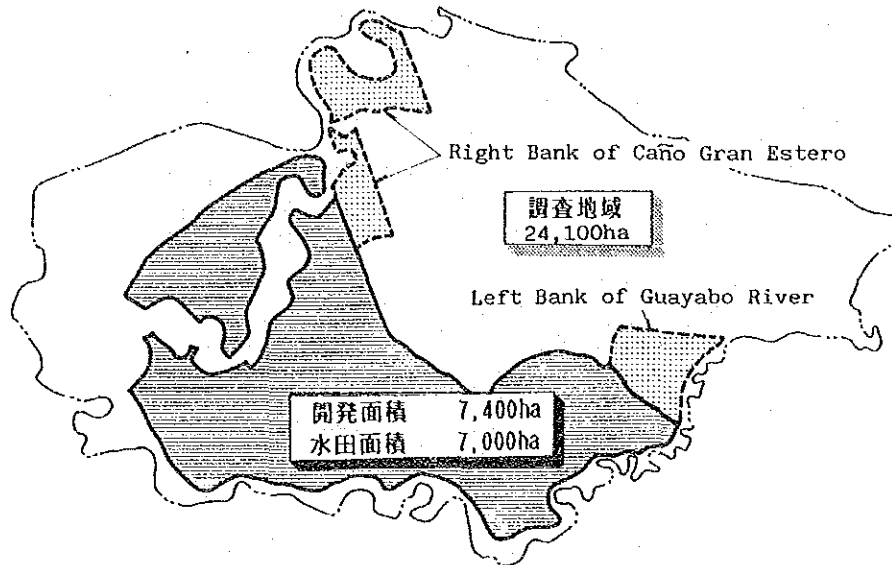 Right Bank of Caño Gran Estero
調査地域
24,100ha
Left Bank of Guayabo River
開発面積 7,400ha
水田面積 7,000ha